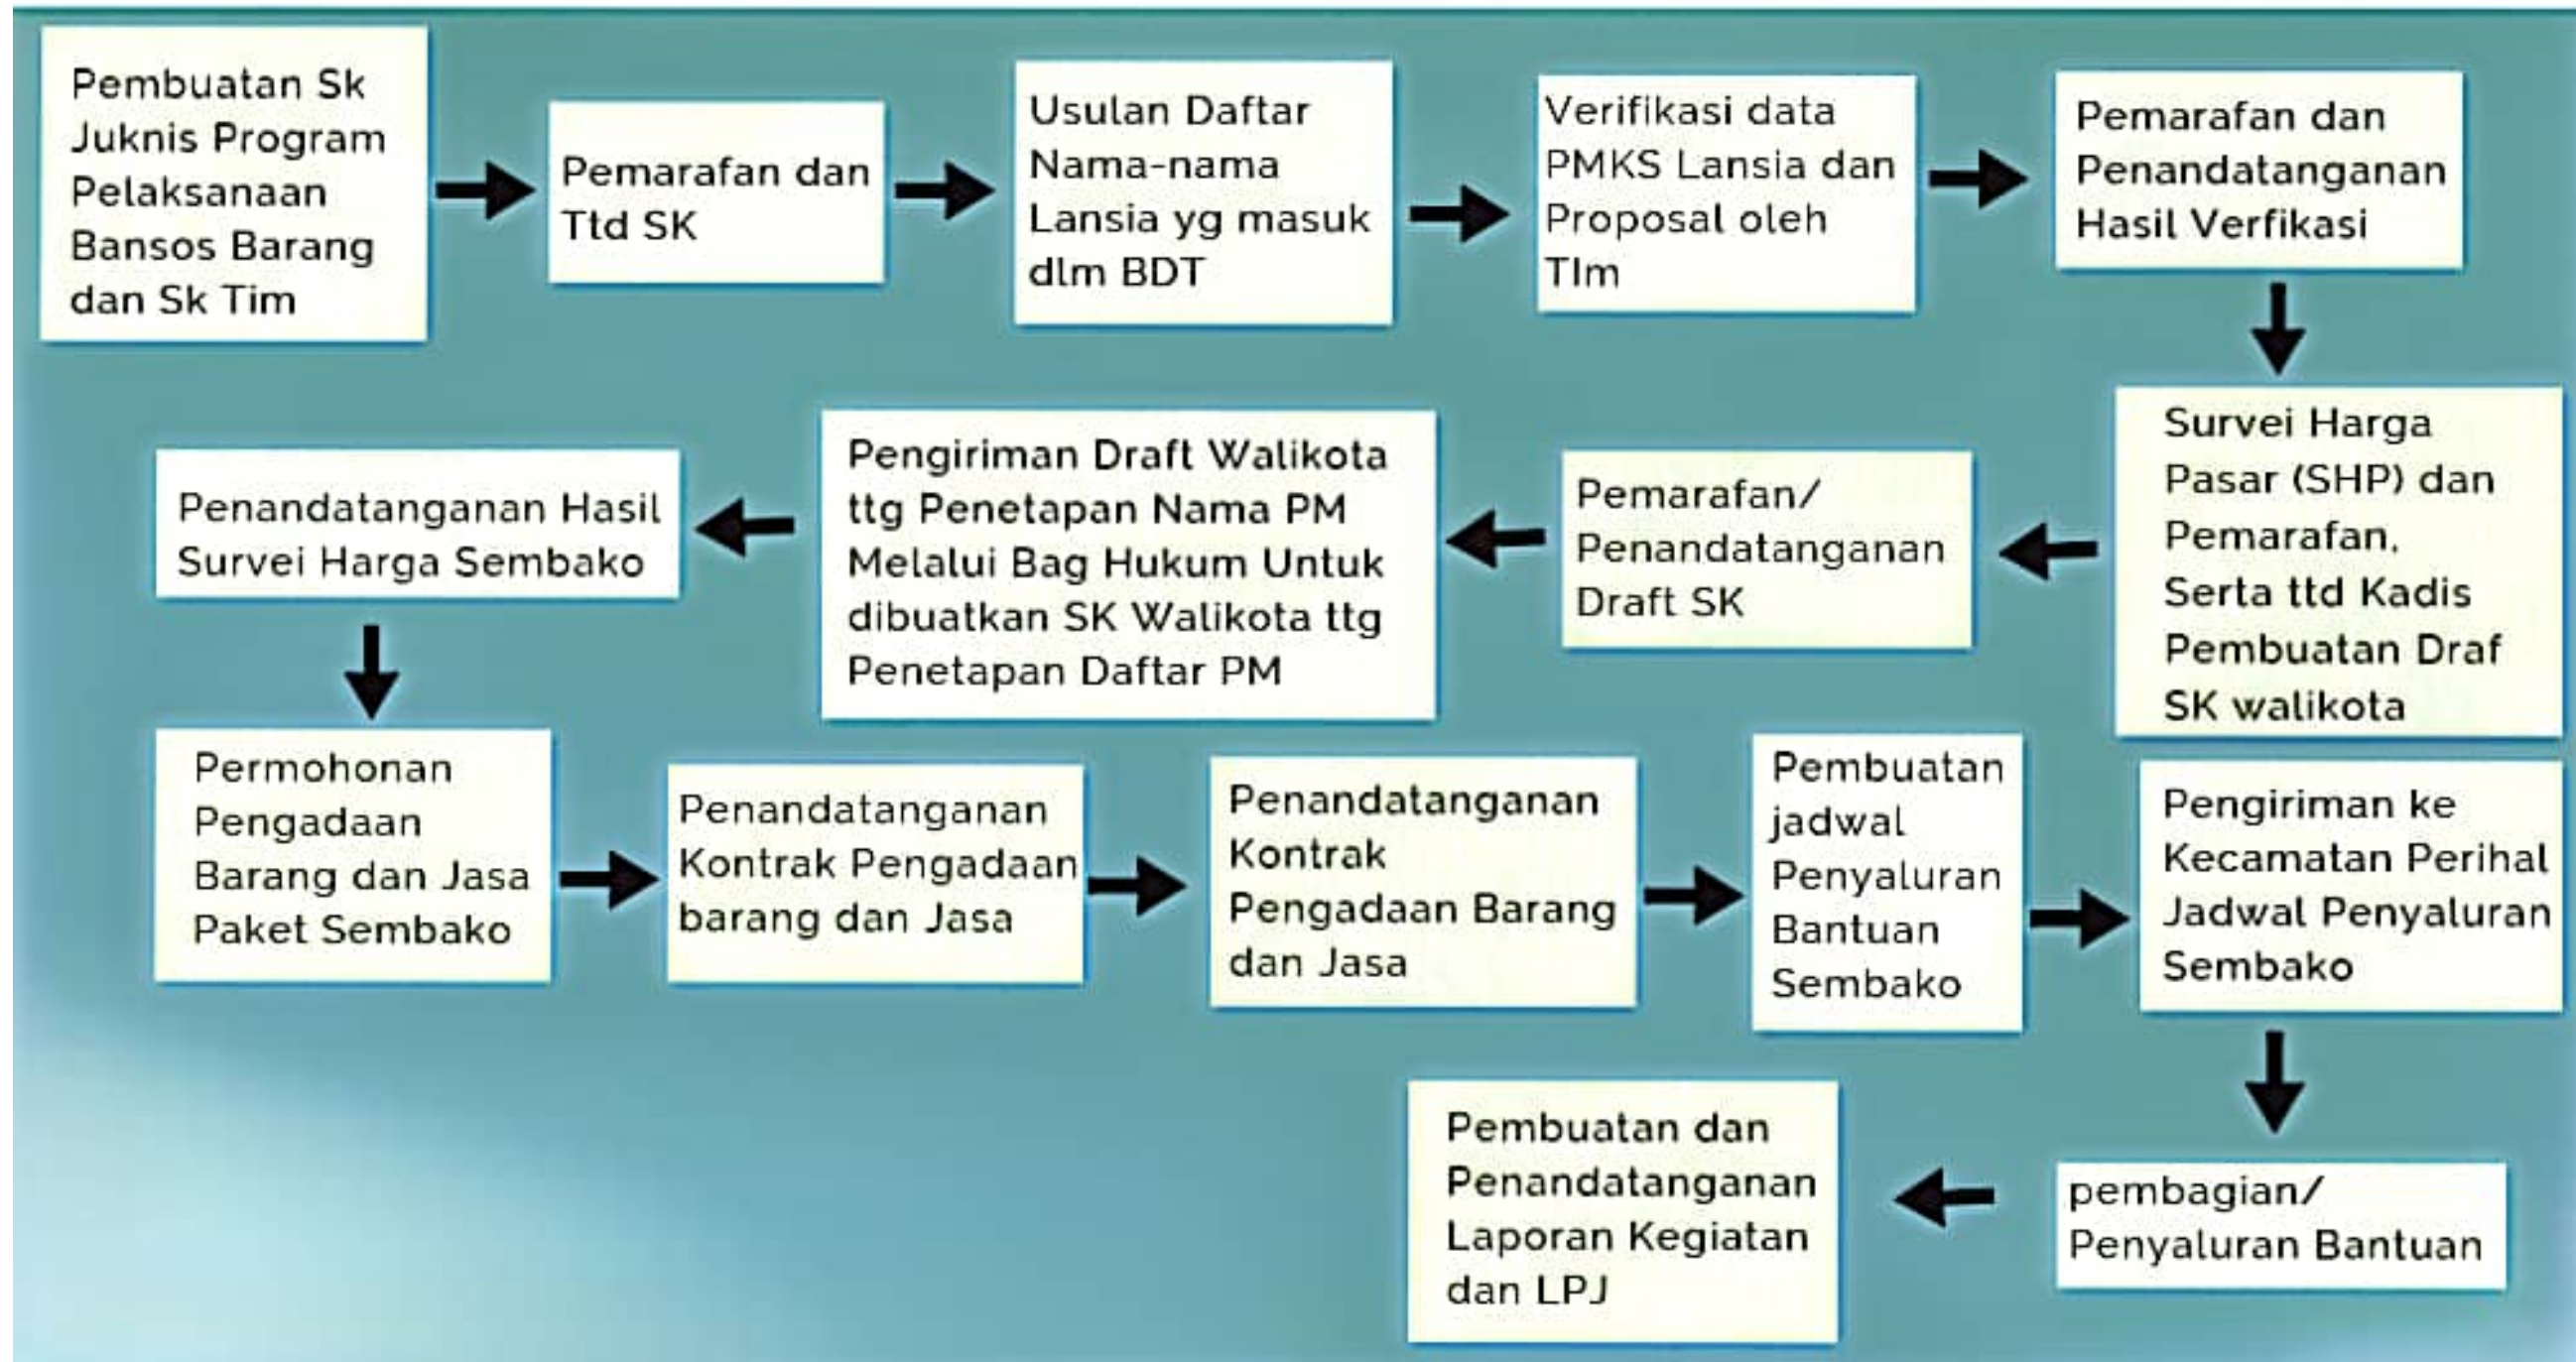 Pembuatan Sk
Juknis Program
Pelaksanaan
Bansos Barang
dan Sk Tim
Pemarafan dan
Ttd SK
Usulan Daftar
Nama-nama
Lansia yg masuk
dlm BDT
Verifikasi data
PMKS Lansia dan
Proposal oleh
TIm
Pemarafan dan
Penandatanganan
Hasil Verfikasi
Survei Harga
Pasar (SHP) dan
Pemarafan,
Serta ttd Kadis
Pembuatan Draf
SK walikota
Pemarafan/
Penandatanganan
Draft SK
Pengiriman Draft Walikota
ttg Penetapan Nama PM
Melalui Bag Hukum Untuk
dibuatkan SK Walikota ttg
Penetapan Daftar PM
Penandatanganan Hasil
Survei Harga Sembako
Permohonan
Pengadaan
Barang dan Jasa
Paket Sembako
Penandatanganan
Kontrak Pengadaan
barang dan Jasa
Penandatanganan
Kontrak
Pengadaan Barang
dan Jasa
Pembuatan
jadwal
Penyaluran
Bantuan
Sembako
Pengiriman ke
Kecamatan Perihal
Jadwal Penyaluran
Sembako
pembagian/
Penyaluran Bantuan
Pembuatan dan
Penandatanganan
Laporan Kegiatan
dan LPJ